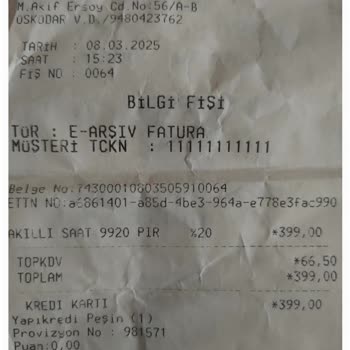 M.Akif Ersoy Cd.No:56/A-B
ÜSKÜDAR V.D./9480423762
TARİH : 08.03.2025
SAAT : 15:23
FİŞ NO : 0064
BİLGİ FİŞİ
TÜR : E-ARŞİV FATURA
MÜŞTERİ TCKN : 11111111111
Belge No:74300010803505910064
ETTN NO:a6861401-a85d-4be3-964a-e778e3fac990
AKILLI SAAT 9920 PIR %20 *399,00
TOPKDV *66,50
TOPLAM *399,00
KREDİ KARTI *399,00
Yapıkredi Peşin (1)
Provizyon No : 981571
Puan:0,00